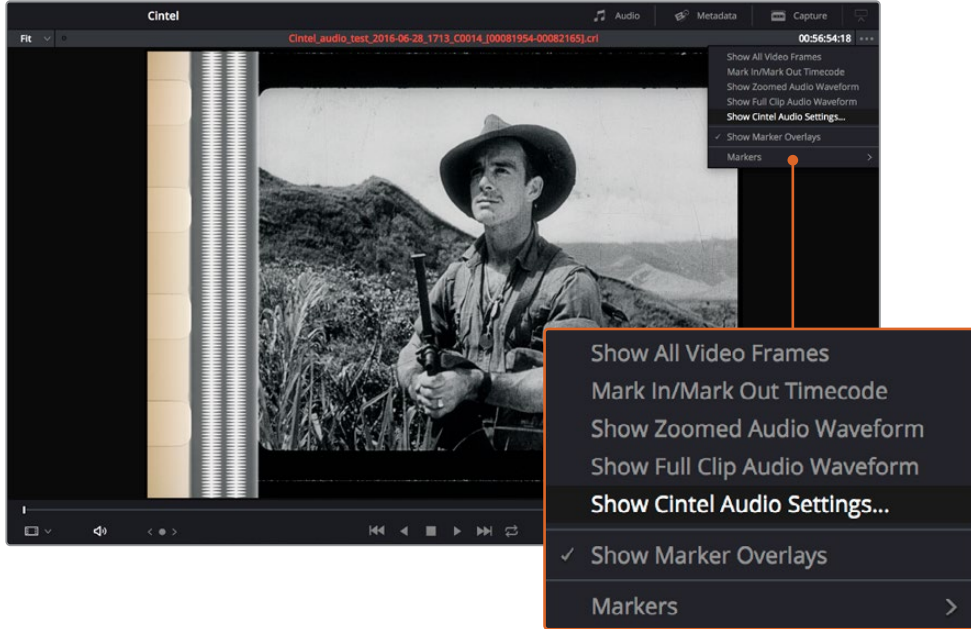 Cintel
Audio
Metadata
Capture
Fit
Cintel_audio_test_2016-06-28_1713_C0014_[00081954-00082165].crl
00:56:54:18
Show All Video Frames
Mark In/Mark Out Timecode
Show Zoomed Audio Waveform
Show Full Clip Audio Waveform
Show Cintel Audio Settings...
Show Marker Overlays
Markers
Show All Video Frames
Mark In/Mark Out Timecode
Show Zoomed Audio Waveform
Show Full Clip Audio Waveform
Show Cintel Audio Settings...
Show Marker Overlays
Markers